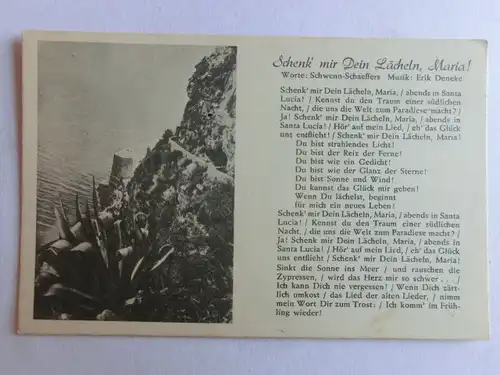 Schenk' mir Dein Lächeln, Maria!
Worte: Schwenn-Schaeffers Musik: Erik Deneke
Schenk' mir Dein Lächeln, Maria, / abends in Santa
Lucia! / Kennst du den Traum einer südlichen
Nacht, / die uns die Welt zum Paradiese macht? /
Ja! Schenk' mir Dein Lächeln, Maria, / abends in
Santa Lucia! / Hör' auf mein Lied, / eh' das Glück
uns entflieht! / Schenk' mir Dein Lächeln, Maria!
Du bist strahlendes Licht!
Du bist der Reiz der Ferne!
Du bist wie ein Gedicht!
Du bist wie der Glanz der Sterne!
Du bist Sonne und Wind!
Du kannst das Glück mir geben!
Wenn Du lächelst, beginnt
für mich ein neues Leben!
Schenk' mir Dein Lächeln, Maria, / abends in Santa
Lucia! / Kennst du den Traum einer südlichen
Nacht, / die uns die Welt zum Paradiese macht? /
Ja! Schenk' mir Dein Lächeln, Maria, / abends in
Santa Lucia! / Hör' auf mein Lied, / eh' das Glück
uns entflieht / Schenk' mir Dein Lächeln, Maria!
Sinkt die Sonne ins Meer / und rauschen die
Zypressen, / wird das Herz mir so schwer . . . /
Ich kann Dich nie vergessen! / Wenn Dich zärt-
lich umkost / das Lied der alten Lieder, / nimm
mein Wort Dir zum Trost: / Ich komm' im Früh-
ling wieder!